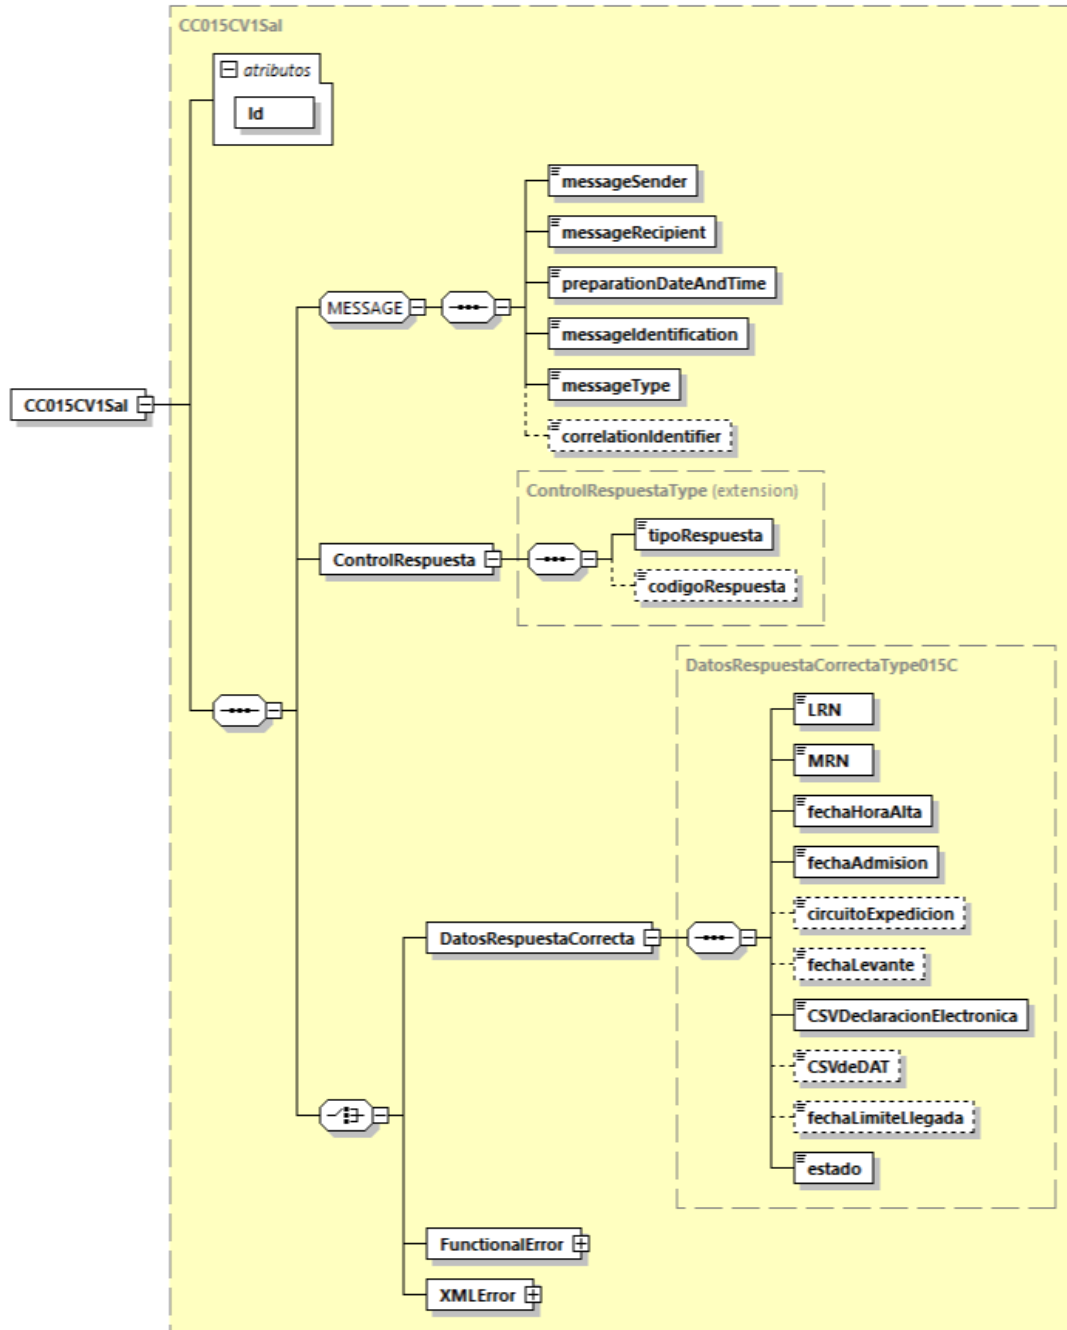 CC015CV1Sal
atributos
Id
messageSender
messageRecipient
preparationDateAndTime
MESSAGE
messageIdentification
messageType
CC015CV1Sal
correlationIdentifier
ControlRespuestaType (extension)
tipoRespuesta
ControlRespuesta
codigoRespuesta
DatosRespuestaCorrectaType015C
LRN
MRN
fechaHoraAlta
fechaAdmision
circuitoExpedicion
DatosRespuestaCorrecta
fechaLevante
CSVDeclaracionElectronica
CSVdeDAT
fechaLimiteLlegada
estado
FunctionalError
XMLError